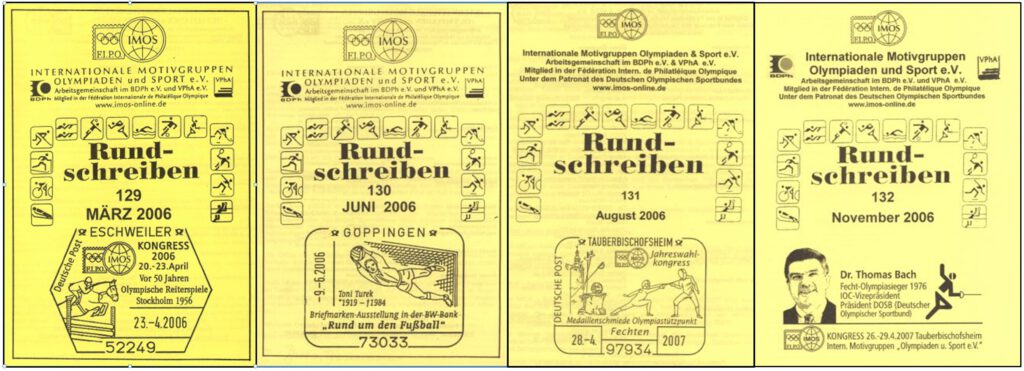 F.I.P.O.
IMOS
INTERNATIONALE MOTIVGRUPPEN
OLYMPIADEN und SPORT e.V.
BDPh
Arbeitsgemeinschaft im BDPh e.V. und VPhA e.V.
Mitglied in der Fédération Internationale de Philatélie Olympique
www.imos-online.de
VPhA
Rund-
schreiben
129
MÄRZ 2006
ESCHWEILER
Deutsche Post
F.I.P.O.
IMOS
KONGRESS
2006
20.-23.April
Vor 50 Jahren
Olympische Reiterspiele
Stockholm 1956
23.-4.2006
52249
F.I.P.O.
IMOS
INTERNATIONALE MOTIVGRUPPEN
OLYMPIADEN und SPORT e.V.
BDPh
Arbeitsgemeinschaft im BDPh e.V. und VPhA e.V.
Mitglied in der Fédération Internationale de Philatélie Olympique
www.imos-online.de
VPhA
Rund-
schreiben
130
JUNI 2006
GÖPPINGEN
-9.-6.2006
Toni Turek
*1919 – †1984
Briefmarken-Ausstellung in der BW-Bank
„Rund um den Fußball"
73033
F.I.P.O.
IMOS
Internationale Motivgruppen Olympiaden & Sport e.V.
Arbeitsgemeinschaft im BDPh e.V. & VPhA e.V.
Mitglied in der Fédération Intern. de Philatéliqie Olympique
Unter dem Patronat des Deutschen Olympischen Sportbundes
www.imos-online.de
Rund-
schreiben
131
August 2006
TAUBERBISCHOFSHEIM
DEUTSCHE POST
F.I.P.O.
IMOS
Jahreswahl-
kongress
Medaillenschmiede Olympiastützpunkt
Fechten
28.-4. 2007
97934
F.I.P.O.
IMOS
BDPh
Internationale Motivgruppen
Olympiaden und Sport e.V.
VPhA
Arbeitsgemeinschaft im BDPh e.V. und VPhA e.V.
Mitglied in der Fédération Intern. de Philatélie Olympique
Unter dem Patronat des Deutschen Olympischen Sportbundes
www.imos-online.de
Rund-
schreiben
132
November 2006
Dr. Thomas Bach
Fecht-Olympiasieger 1976
IOC-Vizepräsident
Präsident DOSB (Deutscher
Olympischer Sportbund)
F.I.P.O.
IMOS
KONGRESS 26.-29.4.2007 Tauberbischofsheim
Intern. Motivgruppen „Olympiaden u. Sport e.V."